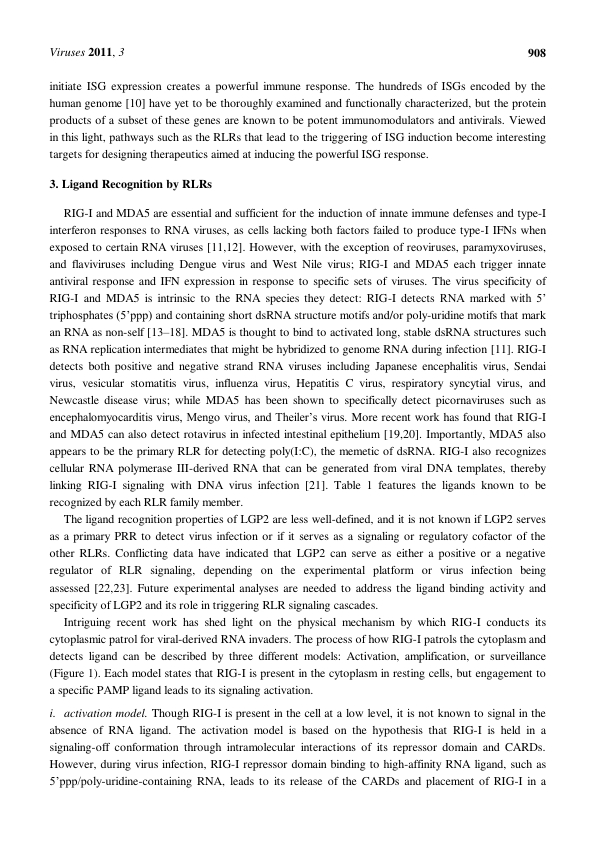 Viruses 2011, 3
908
initiate ISG expression creates a powerful immune response. The hundreds of ISGs encoded by the
human genome [10] have yet to be thoroughly examined and functionally characterized, but the protein
products of a subset of these genes are known to be potent immunomodulators and antivirals. Viewed
in this light, pathways such as the RLRs that lead to the triggering of ISG induction become interesting
targets for designing therapeutics aimed at inducing the powerful ISG response.
3. Ligand Recognition by RLRs
RIG-I and MDA5 are essential and sufficient for the induction of innate immune defenses and type-I
interferon responses to RNA viruses, as cells lacking both factors failed to produce type-I IFNs when
exposed to certain RNA viruses [11,12]. However, with the exception of reoviruses, paramyxoviruses,
and flaviviruses including Dengue virus and West Nile virus; RIG-I and MDA5 each trigger innate
antiviral response and IFN expression in response to specific sets of viruses. The virus specificity of
RIG-I and MDA5 is intrinsic to the RNA species they detect: RIG-I detects RNA marked with 5’
triphosphates (5’ppp) and containing short dsRNA structure motifs and/or poly-uridine motifs that mark
an RNA as non-self [13–18]. MDA5 is thought to bind to activated long, stable dsRNA structures such
as RNA replication intermediates that might be hybridized to genome RNA during infection [11]. RIG-I
detects both positive and negative strand RNA viruses including Japanese encephalitis virus, Sendai
virus, vesicular stomatitis virus, influenza virus, Hepatitis C virus, respiratory syncytial virus, and
Newcastle disease virus; while MDA5 has been shown to specifically detect picornaviruses such as
encephalomyocarditis virus, Mengo virus, and Theiler’s virus. More recent work has found that RIG-I
and MDA5 can also detect rotavirus in infected intestinal epithelium [19,20]. Importantly, MDA5 also
appears to be the primary RLR for detecting poly(I:C), the memetic of dsRNA. RIG-I also recognizes
cellular RNA polymerase III-derived RNA that can be generated from viral DNA templates, thereby
linking RIG-I signaling with DNA virus infection [21]. Table 1 features the ligands known to be
recognized by each RLR family member.
The ligand recognition properties of LGP2 are less well-defined, and it is not known if LGP2 serves
as a primary PRR to detect virus infection or if it serves as a signaling or regulatory cofactor of the
other RLRs. Conflicting data have indicated that LGP2 can serve as either a positive or a negative
regulator of RLR signaling, depending on the experimental platform or virus infection being
assessed [22,23]. Future experimental analyses are needed to address the ligand binding activity and
specificity of LGP2 and its role in triggering RLR signaling cascades.
Intriguing recent work has shed light on the physical mechanism by which RIG-I conducts its
cytoplasmic patrol for viral-derived RNA invaders. The process of how RIG-I patrols the cytoplasm and
detects ligand can be described by three different models: Activation, amplification, or surveillance
(Figure 1). Each model states that RIG-I is present in the cytoplasm in resting cells, but engagement to
a specific PAMP ligand leads to its signaling activation.
i. activation model. Though RIG-I is present in the cell at a low level, it is not known to signal in the
absence of RNA ligand. The activation model is based on the hypothesis that RIG-I is held in a
signaling-off conformation through intramolecular interactions of its repressor domain and CARDs.
However, during virus infection, RIG-I repressor domain binding to high-affinity RNA ligand, such as
5’ppp/poly-uridine-containing RNA, leads to its release of the CARDs and placement of RIG-I in a